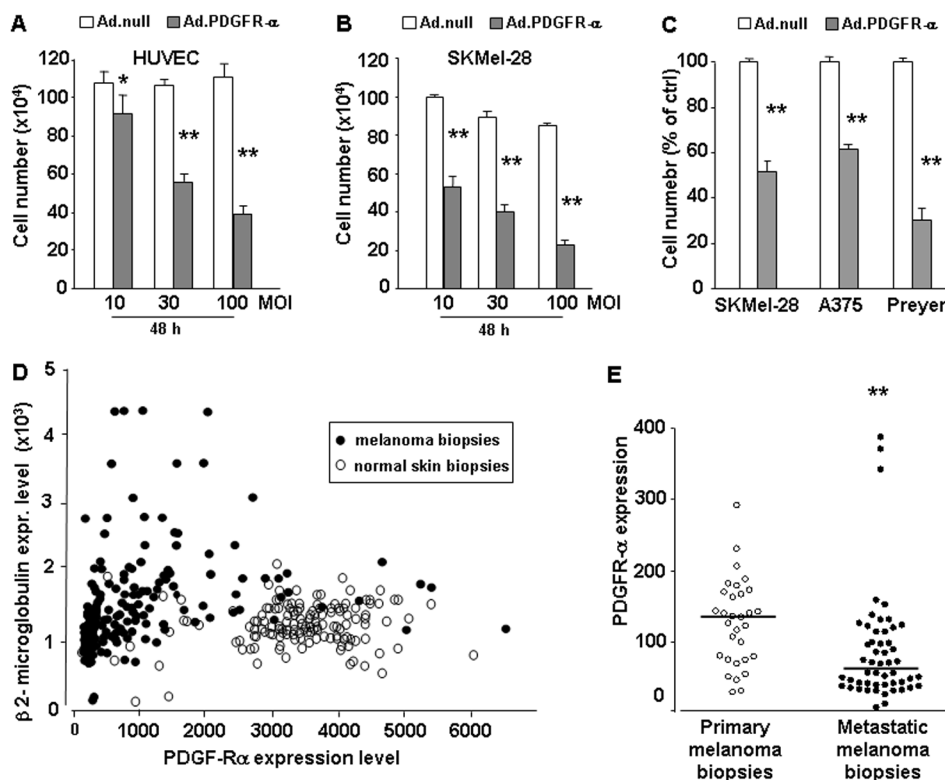 A
Ad.null Ad.PDGFR-α
HUVEC
Cell number (x10⁴)
120
100
80
60
40
20
0
*
**
**
10 30 100 MOI
48 h
B
Ad.null Ad.PDGFR-α
SKMel-28
Cell number (x10⁴)
120
100
80
60
40
20
0
**
**
**
10 30 100 MOI
48 h
C
Ad.null Ad.PDGFR-α
Cell numebr (% of ctrl)
100
80
60
40
20
0
**
**
**
SKMel-28 A375 Preyer
D
β2- microglobulin expr. level (x10³)
5
4
3
2
1
0
melanoma biopsies
normal skin biopsies
0 1000 2000 3000 4000 5000 6000
PDGF-Rα expression level
E
**
PDGFR-α expression
400
300
200
100
0
Primary melanoma biopsies
Metastatic melanoma biopsies